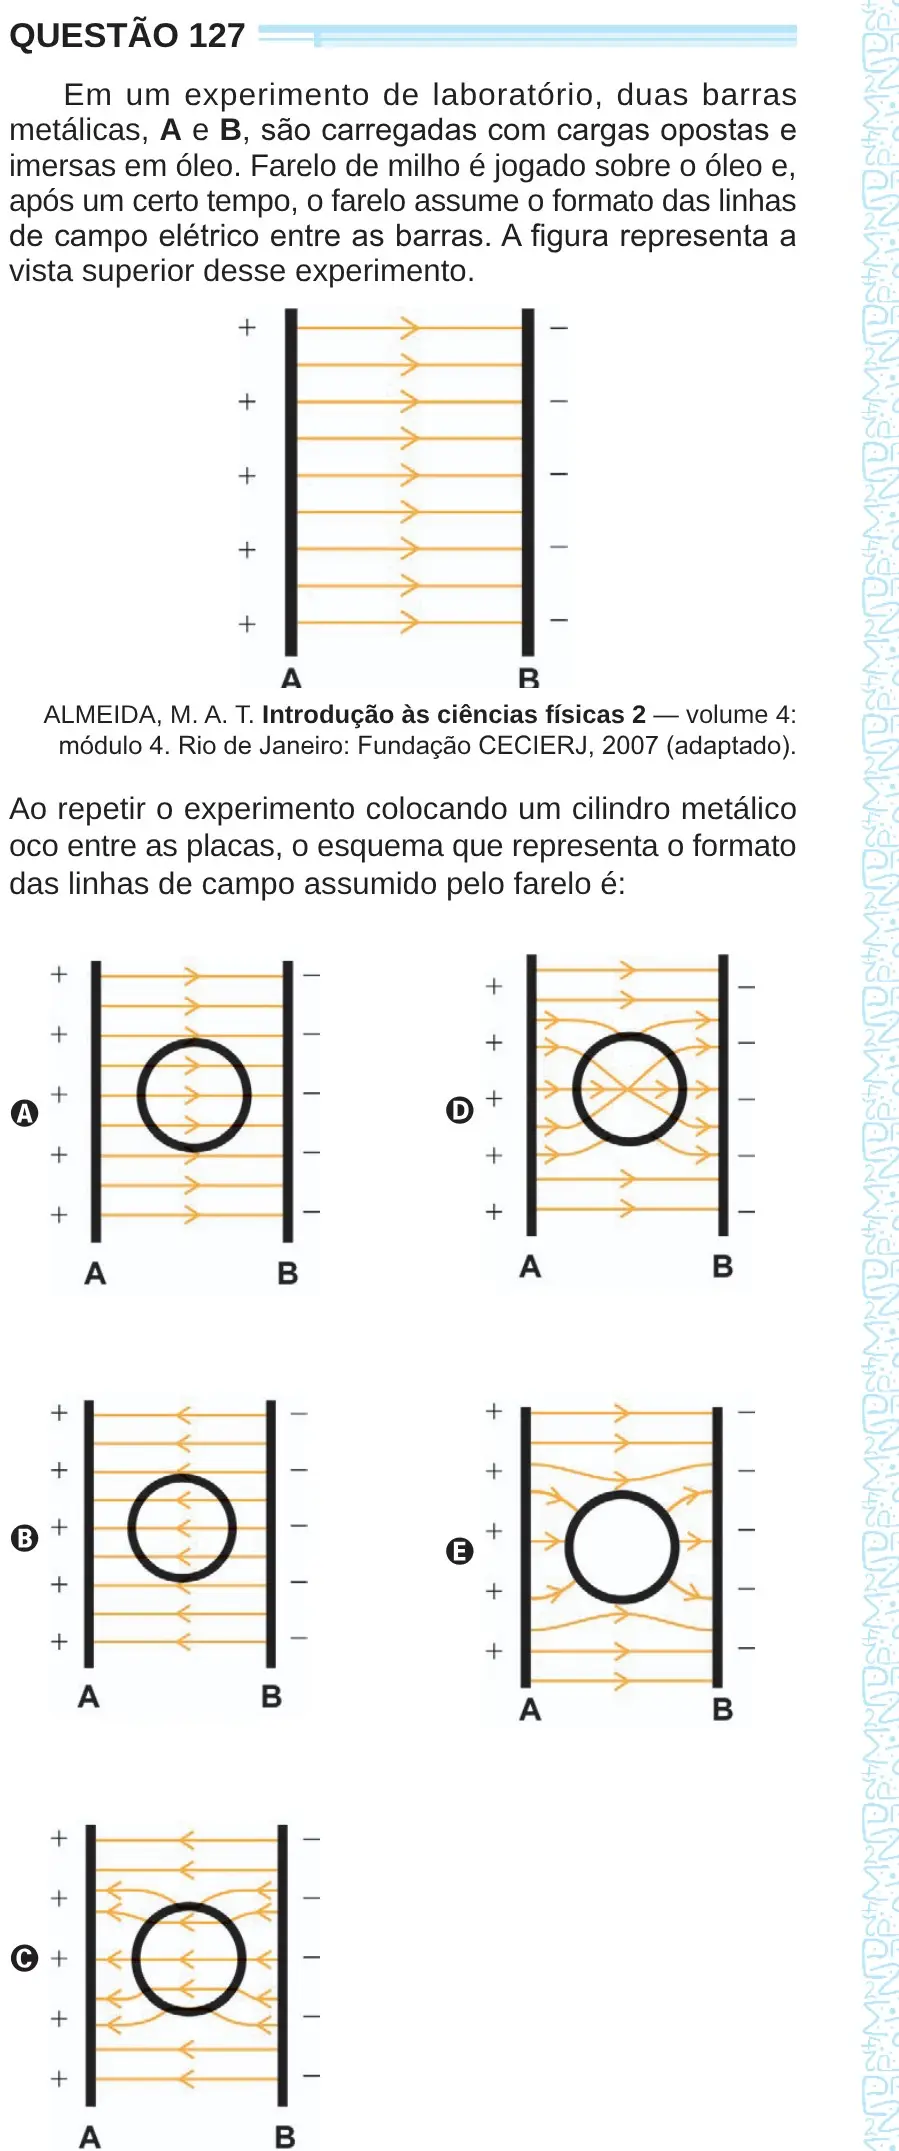 QUESTÃO 127
Em um experimento de laboratório, duas barras
metálicas, A e B, são carregadas com cargas opostas e
imersas em óleo. Farelo de milho é jogado sobre o óleo e,
após um certo tempo, o farelo assume o formato das linhas
de campo elétrico entre as barras. A figura representa a
vista superior desse experimento.
+ −
+ −
+ −
+ −
+ −
A B
ALMEIDA, M. A. T. Introdução às ciências físicas 2 — volume 4:
módulo 4. Rio de Janeiro: Fundação CECIERJ, 2007 (adaptado).
Ao repetir o experimento colocando um cilindro metálico
oco entre as placas, o esquema que representa o formato
das linhas de campo assumido pelo farelo é:
+ −
+ −
A + −
+ −
+ −
A B
+ −
+ −
D + −
+ −
+ −
A B
+ −
+ −
B + −
+ −
+ −
A B
+ −
+ −
E + −
+ −
+ −
A B
+ −
+ −
C + −
+ −
+ −
A B